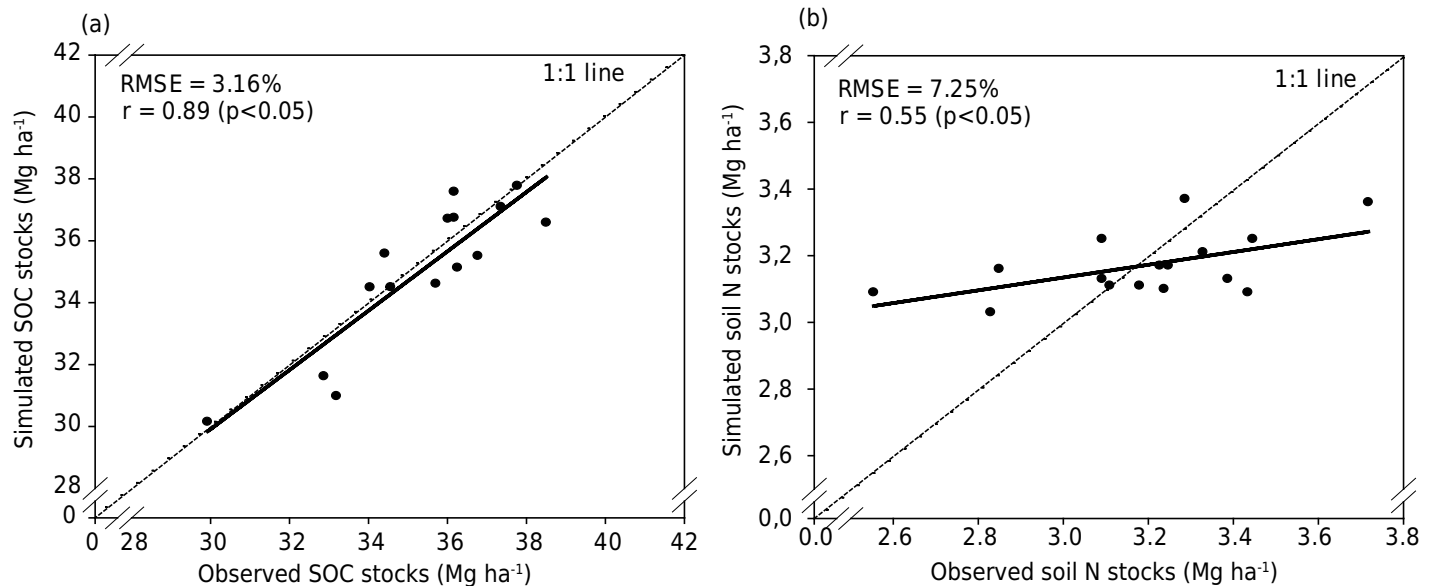 (a)
42
40
38
36
34
32
30
28
0
Simulated SOC stocks (Mg ha⁻¹)
RMSE = 3.16%
r = 0.89 (p<0.05)
1:1 line
0 28 30 32 34 36 38 40 42
Observed SOC stocks (Mg ha⁻¹)
(b)
3,8
3,6
3,4
3,2
3,0
2,8
2,6
0,0
Simulated soil N stocks (Mg ha⁻¹)
RMSE = 7.25%
r = 0.55 (p<0.05)
1:1 line
0.0 2.6 2.8 3.0 3.2 3.4 3.6 3.8
Observed soil N stocks (Mg ha⁻¹)